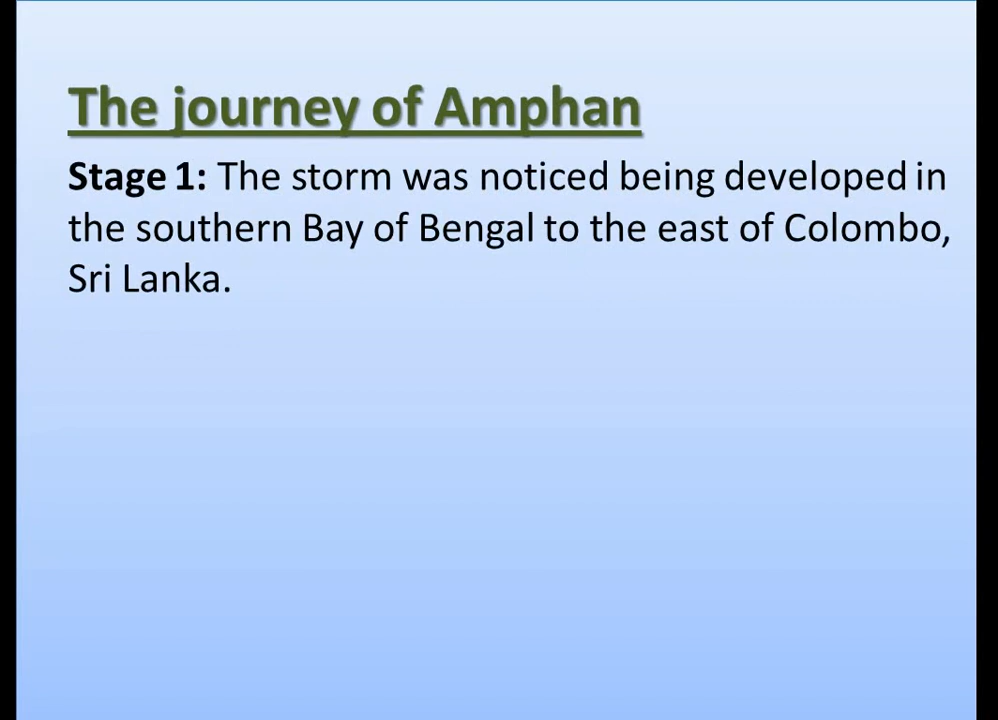 The journey of Amphan
Stage 1: The storm was noticed being developed in
the southern Bay of Bengal to the east of Colombo,
Sri Lanka.